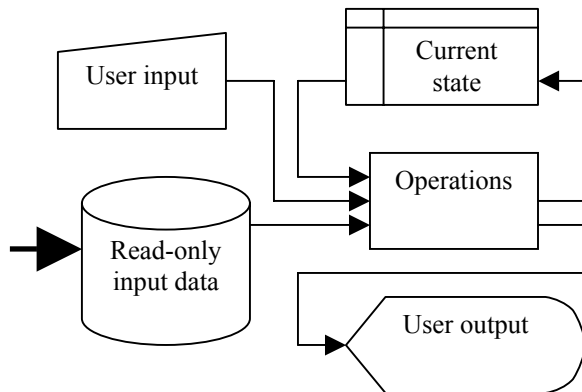 User input
Current
state
Operations
Read-only
input data
User output